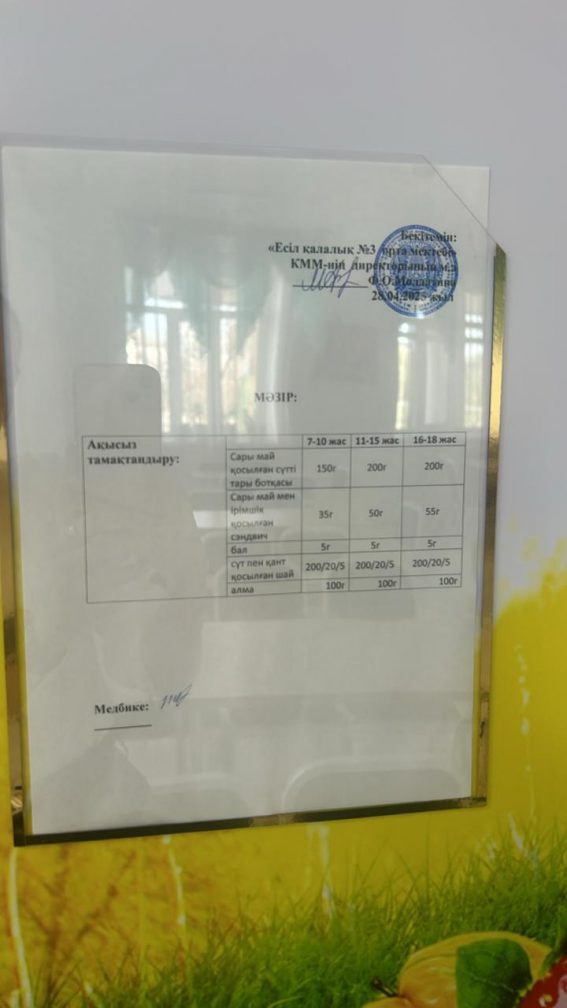 Бекітемін:
«Есіл қалалық №3 орта мектебі»
КММ-нің директорының м.а
Ф.О.Молдағино
28.04.2025 жыл
МӘЗІР:
Ақысыз тамақтандыру:
7-10 жас 11-15 жас 16-18 жас
Сары май
қосылған сүтті
тары ботқасы
150г 200г 200г
Сары май мен
ірімшік
қосылған
сэндвич
35г 50г 55г
бал 5г 5г 5г
сүт пен қант
қосылған шай
200/20/5 200/20/5 200/20/5
алма 100г 100г 100г
Медбике: